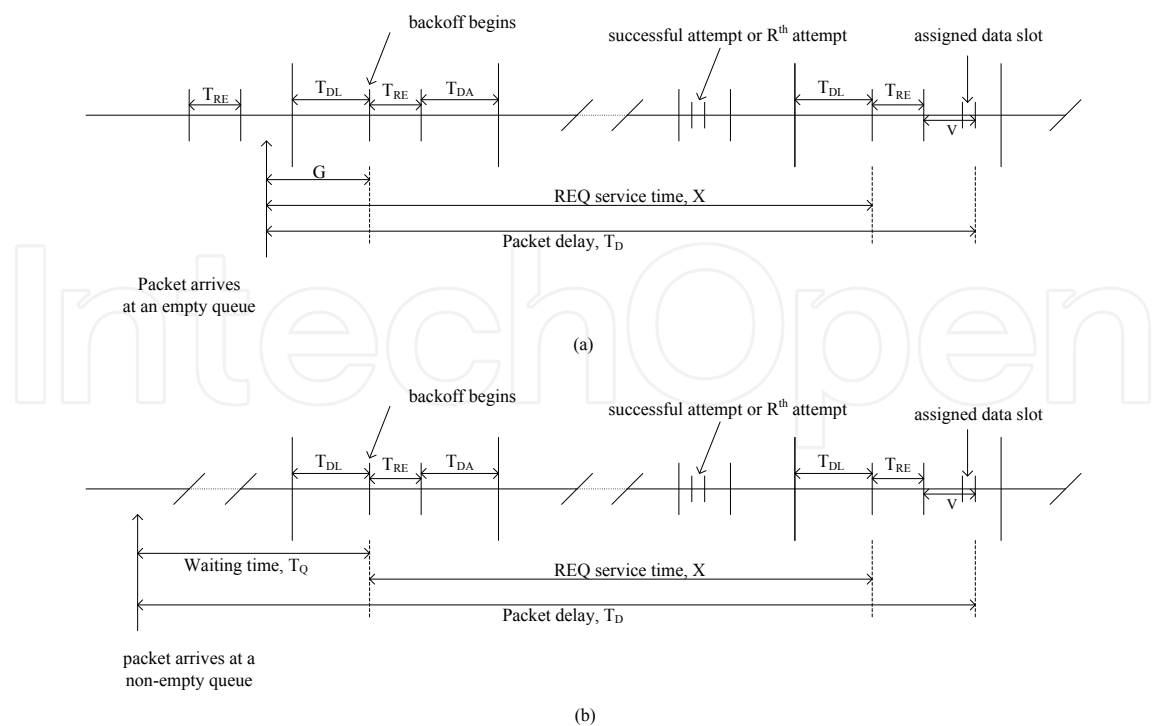 backoff begins
successful attempt or Rth attempt
assigned data slot
TRE
TDL
TRE
TDA
TDL
TRE
V
G
REQ service time, X
Packet delay, TD
Packet arrives
at an empty queue
IntechOpen
(a)
backoff begins
successful attempt or Rth attempt
assigned data slot
TDL
TRE
TDA
TDL
TRE
V
Waiting time, TQ
REQ service time, X
Packet delay, TD
packet arrives at a
non-empty queue
(b)